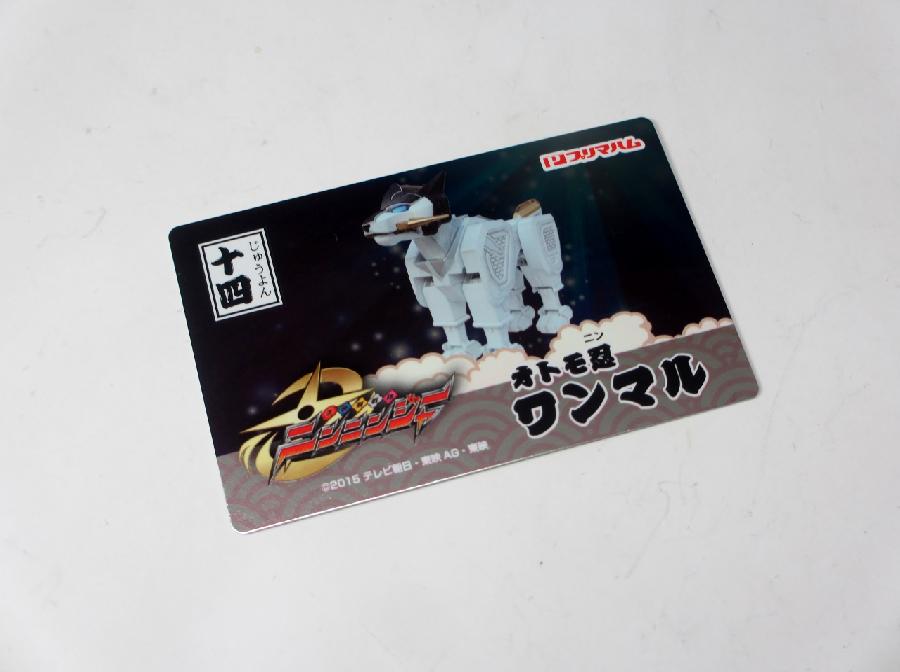 プリマハム
十四
じゅうよん
ニン
オトモ忍
ワンマル
ニンニンジャー
©2015 テレビ朝日・東映 AG・東映